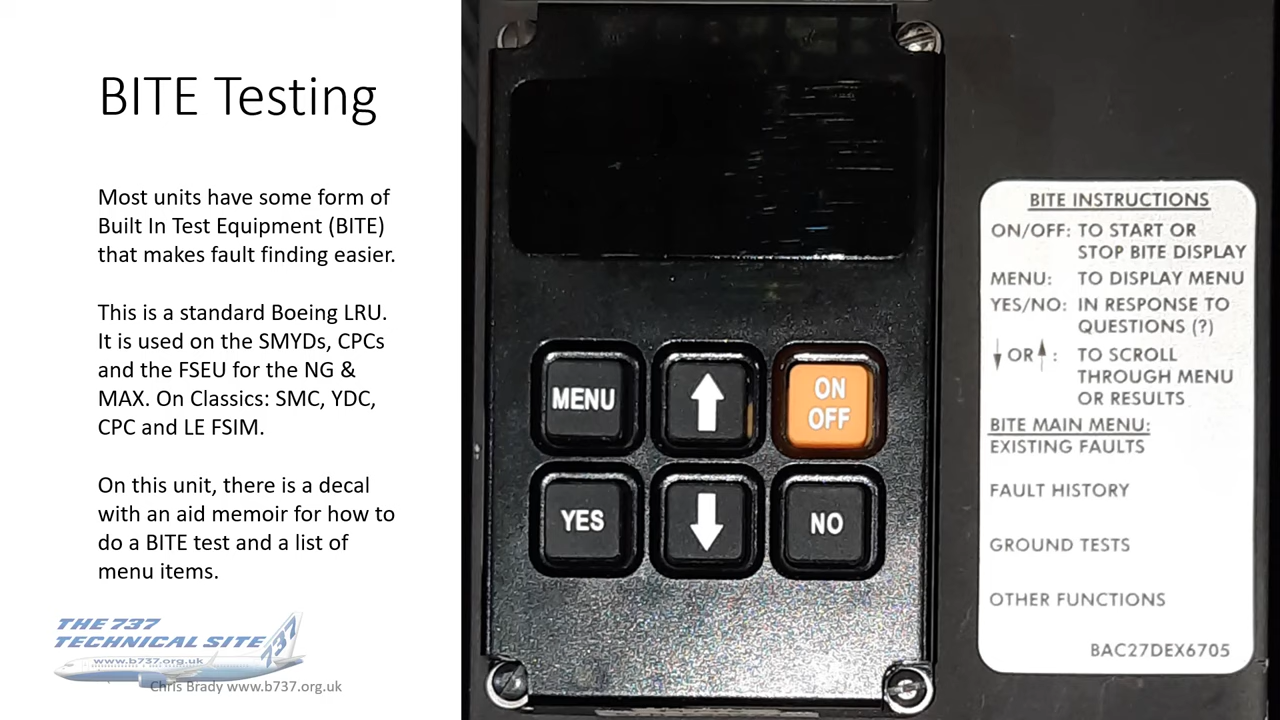 BITE Testing
Most units have some form of
Built In Test Equipment (BITE)
that makes fault finding easier.
This is a standard Boeing LRU.
It is used on the SMYDs, CPCs
and the FSEU for the NG &
MAX. On Classics: SMC, YDC,
CPC and LE FSIM.
On this unit, there is a decal
with an aid memoir for how to
do a BITE test and a list of
menu items.
THE 737
TECHNICAL SITE
737
www.b737.org.uk
Chris Brady www.b737.org.uk
MENU
ON
OFF
YES
NO
BITE INSTRUCTIONS
ON/OFF: TO START OR
STOP BITE DISPLAY
MENU: TO DISPLAY MENU
YES/NO: IN RESPONSE TO
QUESTIONS (?)
↓ OR ↑ : TO SCROLL
THROUGH MENU
OR RESULTS
BITE MAIN MENU:
EXISTING FAULTS
FAULT HISTORY
GROUND TESTS
OTHER FUNCTIONS
BAC27DEX6705